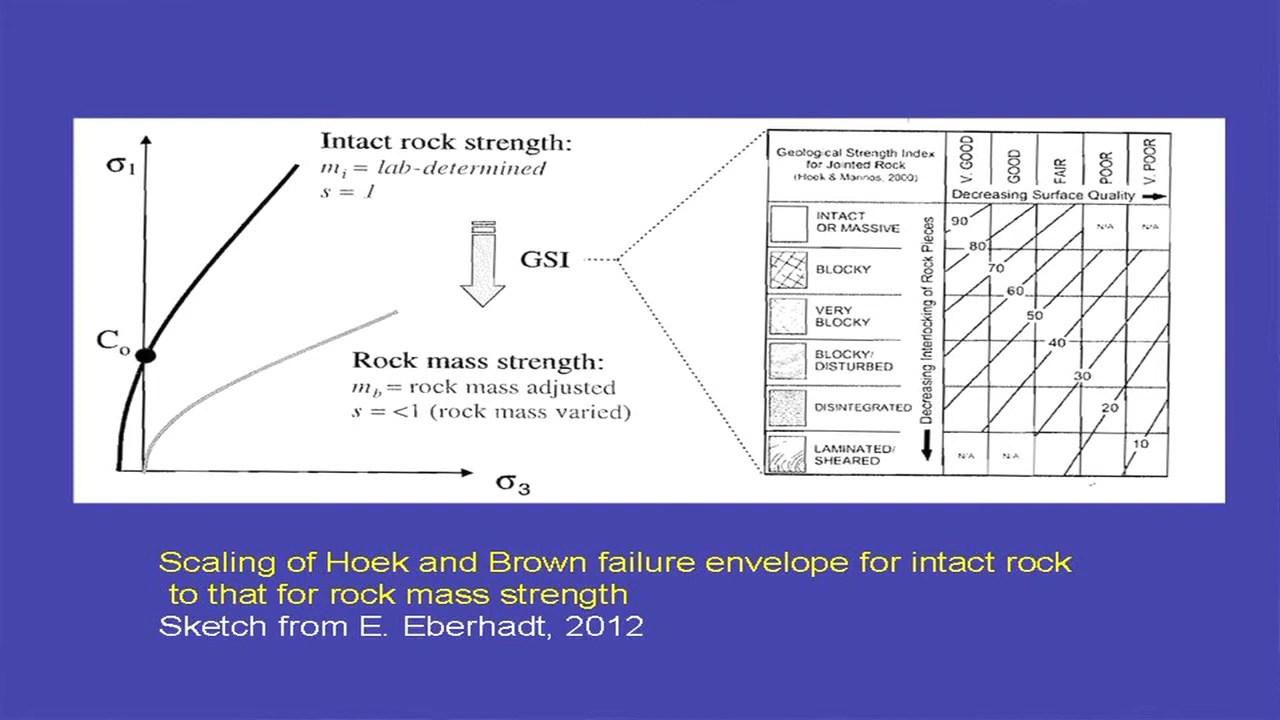 σ1
Intact rock strength:
mi = lab-determined
s = 1
GSI
Co
Rock mass strength:
mb = rock mass adjusted
s = <1 (rock mass varied)
σ3
Geological Strength Index
for Jointed Rock
(Hoek & Marinos, 2000)
V. GOOD
GOOD
FAIR
POOR
V. POOR
Decreasing Surface Quality
Decreasing Interlocking of Rock Pieces
INTACT
OR MASSIVE
BLOCKY
VERY
BLOCKY
BLOCKY/
DISTURBED
DISINTEGRATED
LAMINATED/
SHEARED
90
N/A
N/A
80
70
60
50
40
30
20
10
N/A
N/A
Scaling of Hoek and Brown failure envelope for intact rock
to that for rock mass strength
Sketch from E. Eberhadt, 2012